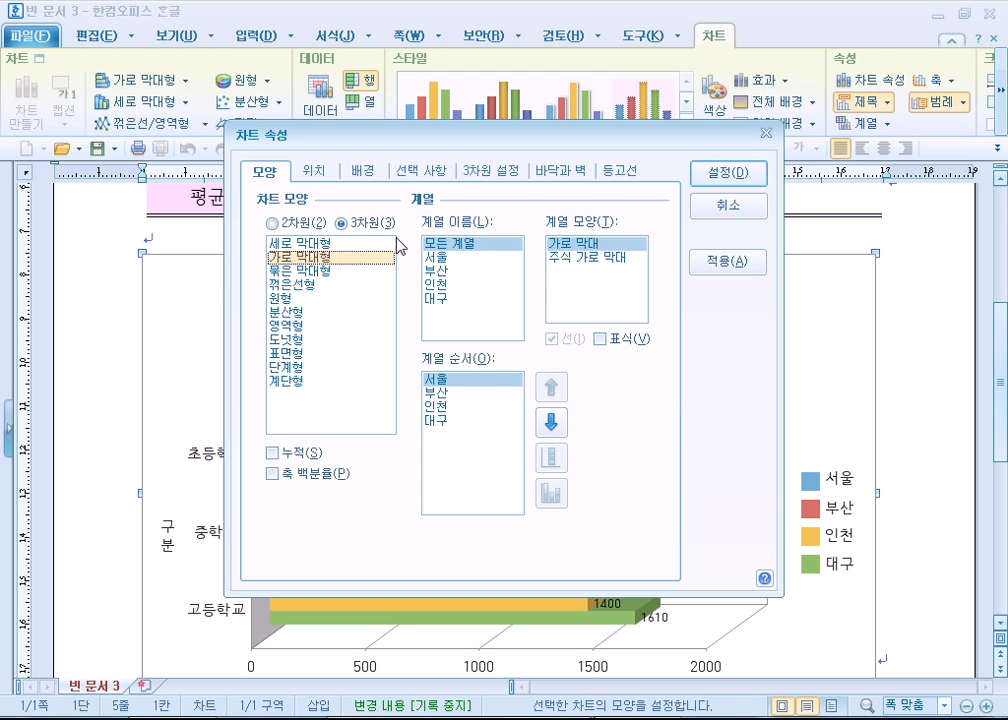 빈 문서 3 - 한컴오피스 흔글
파일(F) 편집(E) 보기(U) 입력(D) 서식(J) 쪽(W) 보안(R) 검토(H) 도구(K) 차트
차트 데이터 스타일 속성
가로 막대형 원형 행 효과 차트 속성 축
세로 막대형 분산형 열 전체 배경 제목 범례
차트 만들기 캡션 꺾은선/영역형 데이터 색상 배경 계열
차트 속성
모양 위치 배경 선택 사항 3차원 설정 바닥과 벽 등고선
설정(D)
취소
적용(A)
차트 모양
2차원(2) 3차원(3)
세로 막대형
가로 막대형
묶은 막대형
꺾은선형
원형
분산형
영역형
도넛형
표면형
단계형
계단형
누적(S)
축 백분율(P)
계열
계열 이름(L):
모든 계열
서울
부산
인천
대구
계열 모양(T):
가로 막대
주식 가로 막대
선(I) 표식(V)
계열 순서(O):
서울
부산
인천
대구
15 16 17 18 19
평균
초등학
중학
고등학교
구
분
1400
1610
0 500 1000 1500 2000
서울
부산
인천
대구
빈 문서 3
1/1쪽 1단 5줄 1칸 차트 1/1 구역 삽입 변경 내용 [기록 중지] 선택한 차트의 모양을 설정합니다. 폭 맞춤